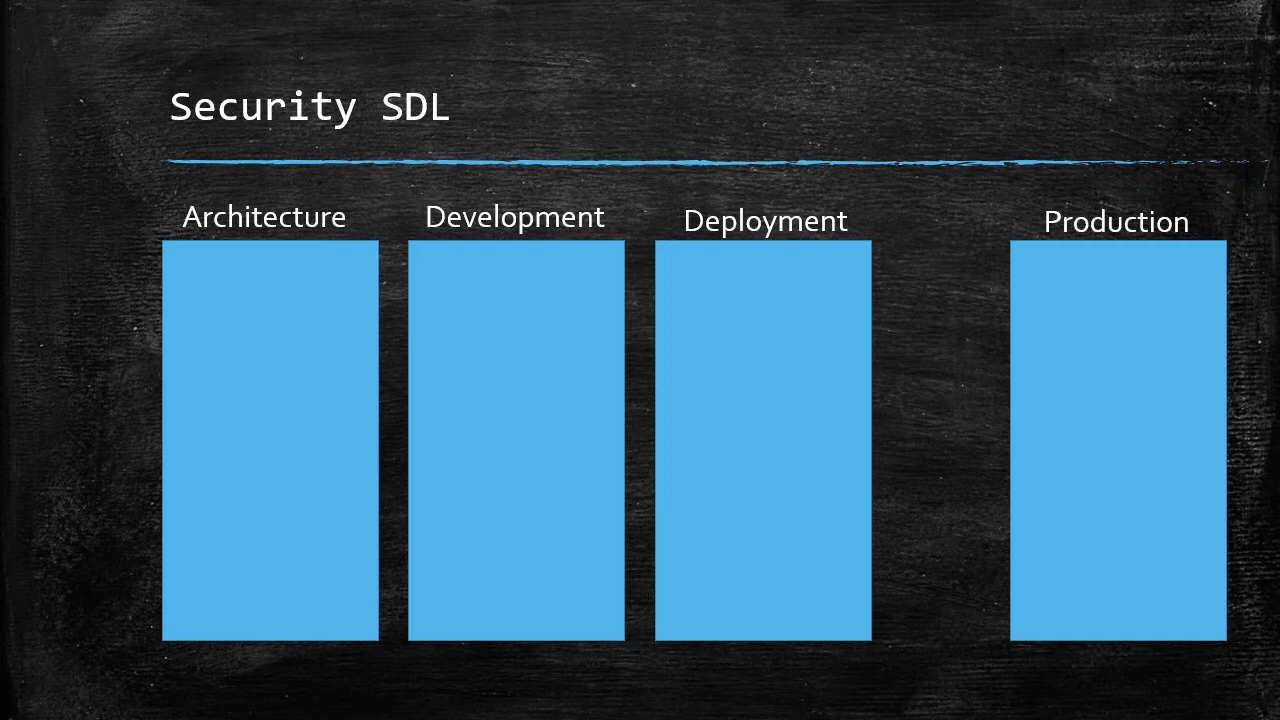 Security SDL
Architecture
Development
Deployment
Production